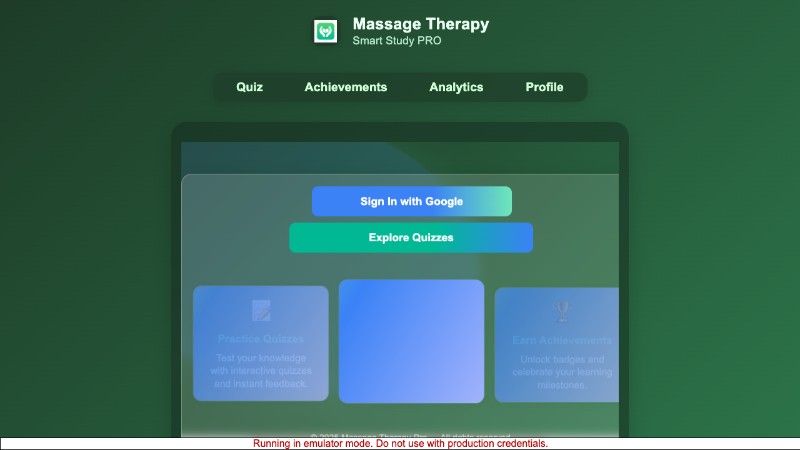 Massage Therapy
Smart Study PRO
Quiz
Achievements
Analytics
Profile
Sign In with Google
Explore Quizzes
Practice Quizzes
Test your knowledge
with interactive quizzes
and instant feedback.
Earn Achievements
Unlock badges and
celebrate your learning
milestones.
Running in emulator mode. Do not use with production credentials.